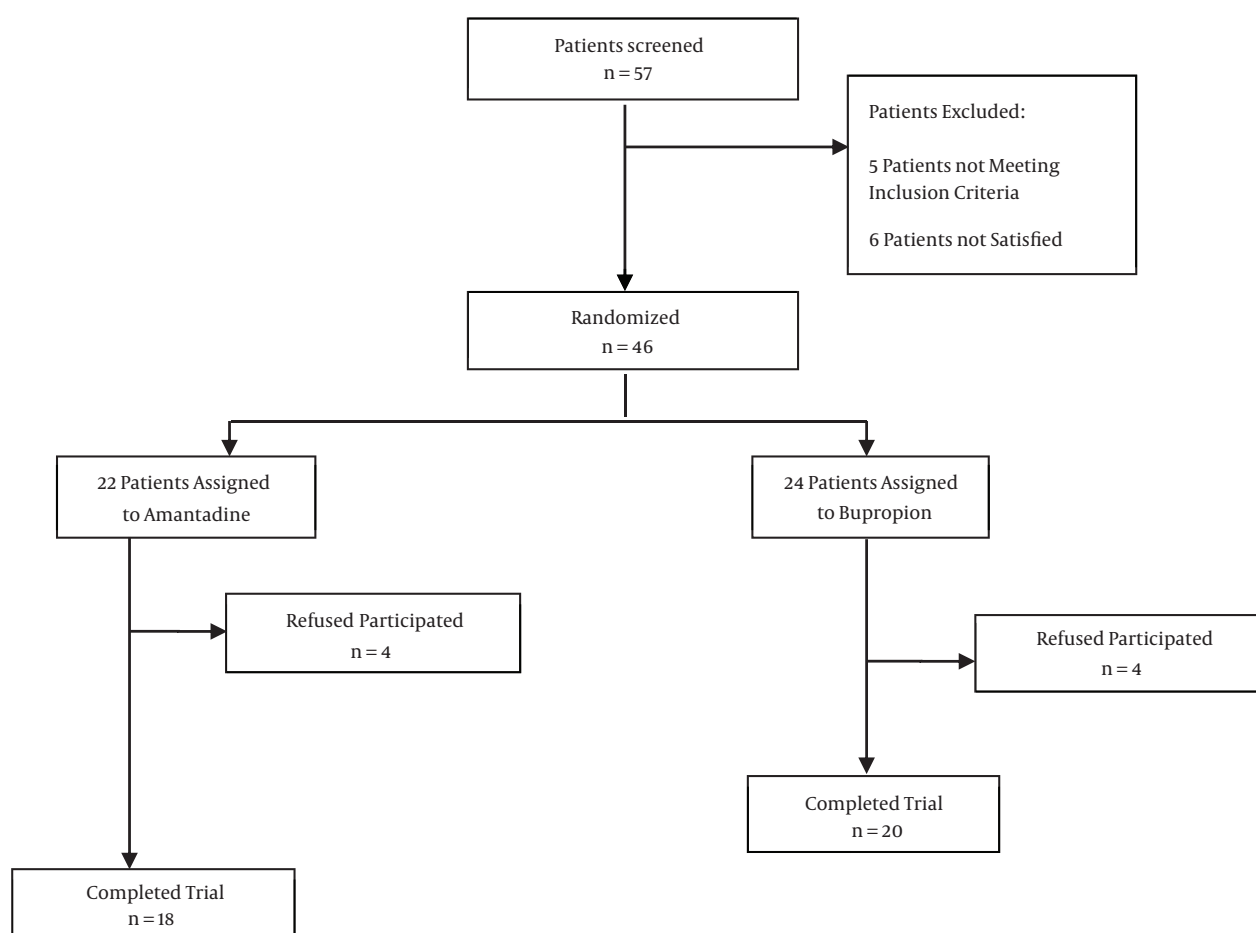 Patients screened
n = 57
Patients Excluded:
5 Patients not Meeting
Inclusion Criteria
6 Patients not Satisfied
Randomized
n = 46
22 Patients Assigned
to Amantadine
24 Patients Assigned
to Bupropion
Refused Participated
n = 4
Refused Participated
n = 4
Completed Trial
n = 20
Completed Trial
n = 18